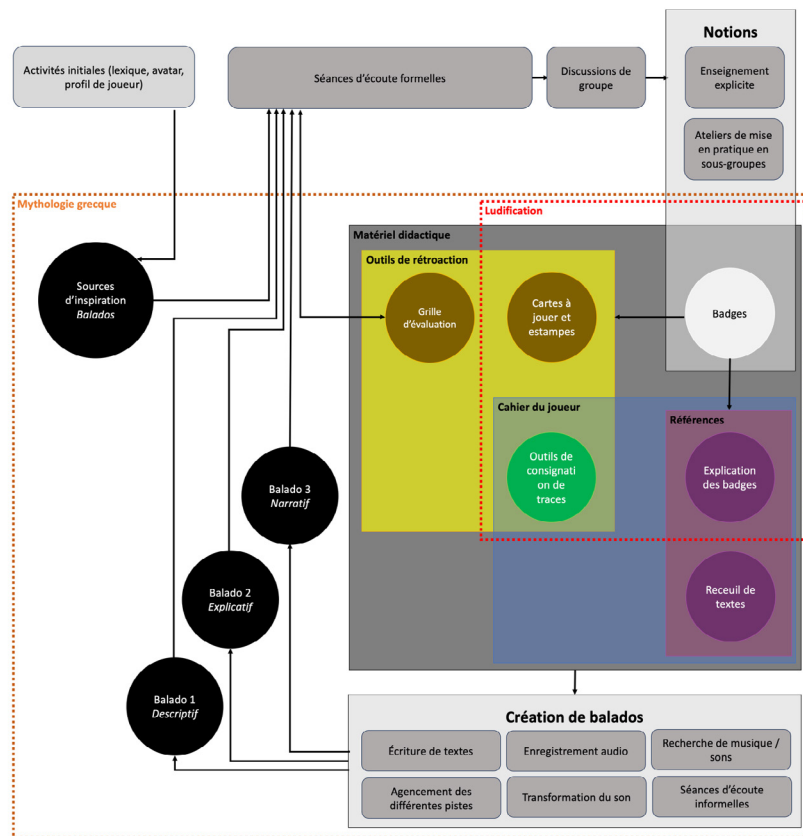 Activités initiales (lexique, avatar,
profil de joueur)
Séances d'écoute formelles
Discussions de
groupe
Notions
Enseignement
explicite
Ateliers de mise
en pratique en
sous-groupes
Mythologie grecque
Ludification
Matériel didactique
Outils de rétroaction
Sources
d'inspiration
Balados
Grille
d'évaluation
Cartes à
jouer et
estampes
Badges
Cahier du joueur
Références
Outils de
consignati
on de
traces
Explication
des badges
Balado 3
Narratif
Balado 2
Explicatif
Receuil de
textes
Balado 1
Descriptif
Création de balados
Écriture de textes
Enregistrement audio
Recherche de musique /
sons
Agencement des
différentes pistes
Transformation du son
Séances d'écoute
informelles